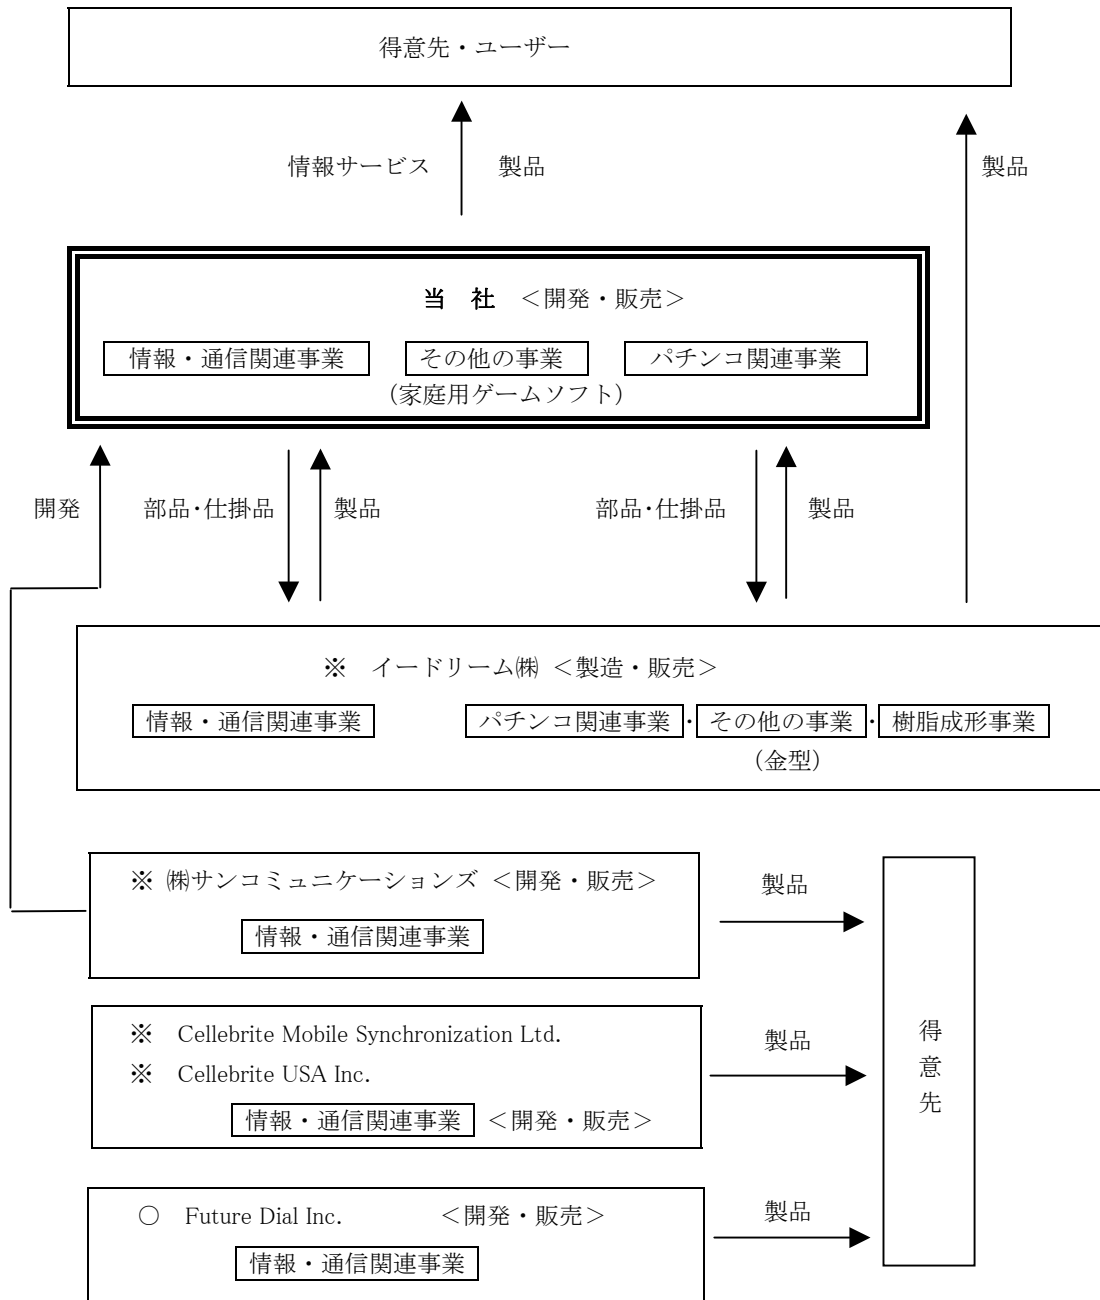 得意先・ユーザー
情報サービス 製品 製品
当 社 <開発・販売>
情報・通信関連事業 その他の事業 パチンコ関連事業
(家庭用ゲームソフト)
開発 部品・仕掛品 製品 部品・仕掛品 製品
※ イードリーム㈱ <製造・販売>
情報・通信関連事業 パチンコ関連事業・その他の事業・樹脂成形事業
(金型)
※ ㈱サンコミュニケーションズ <開発・販売> 製品
情報・通信関連事業
※ Cellebrite Mobile Synchronization Ltd. 製品
※ Cellebrite USA Inc.
情報・通信関連事業 <開発・販売>
得意先
○ Future Dial Inc. <開発・販売> 製品
情報・通信関連事業